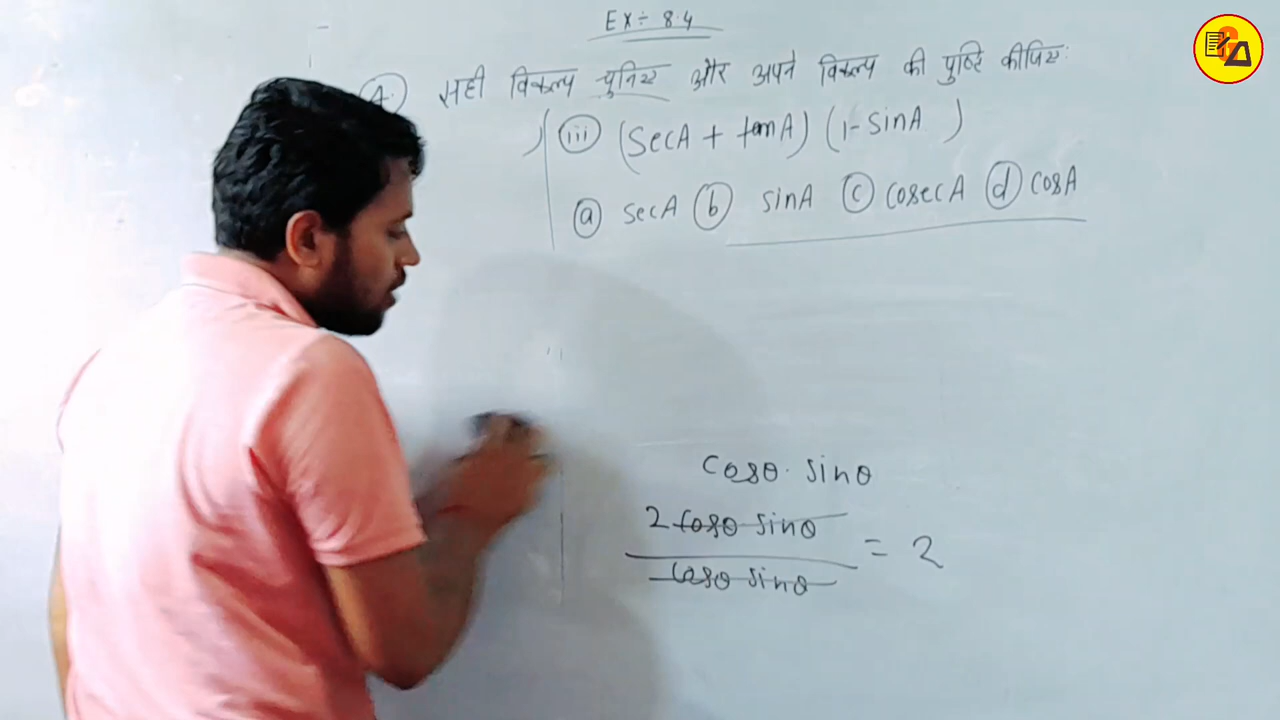 Ex÷ 8.4
4. सही विकल्प चुनिए और अपने विकल्प की पुष्टि कीजिए:
(iii) (SecA + tanA) (1-SinA)
(a) secA (b) sinA (c) cosecA (d) cosA
cosθ. sinθ
2 cosθ sinθ
= 2
cosθ sinθ